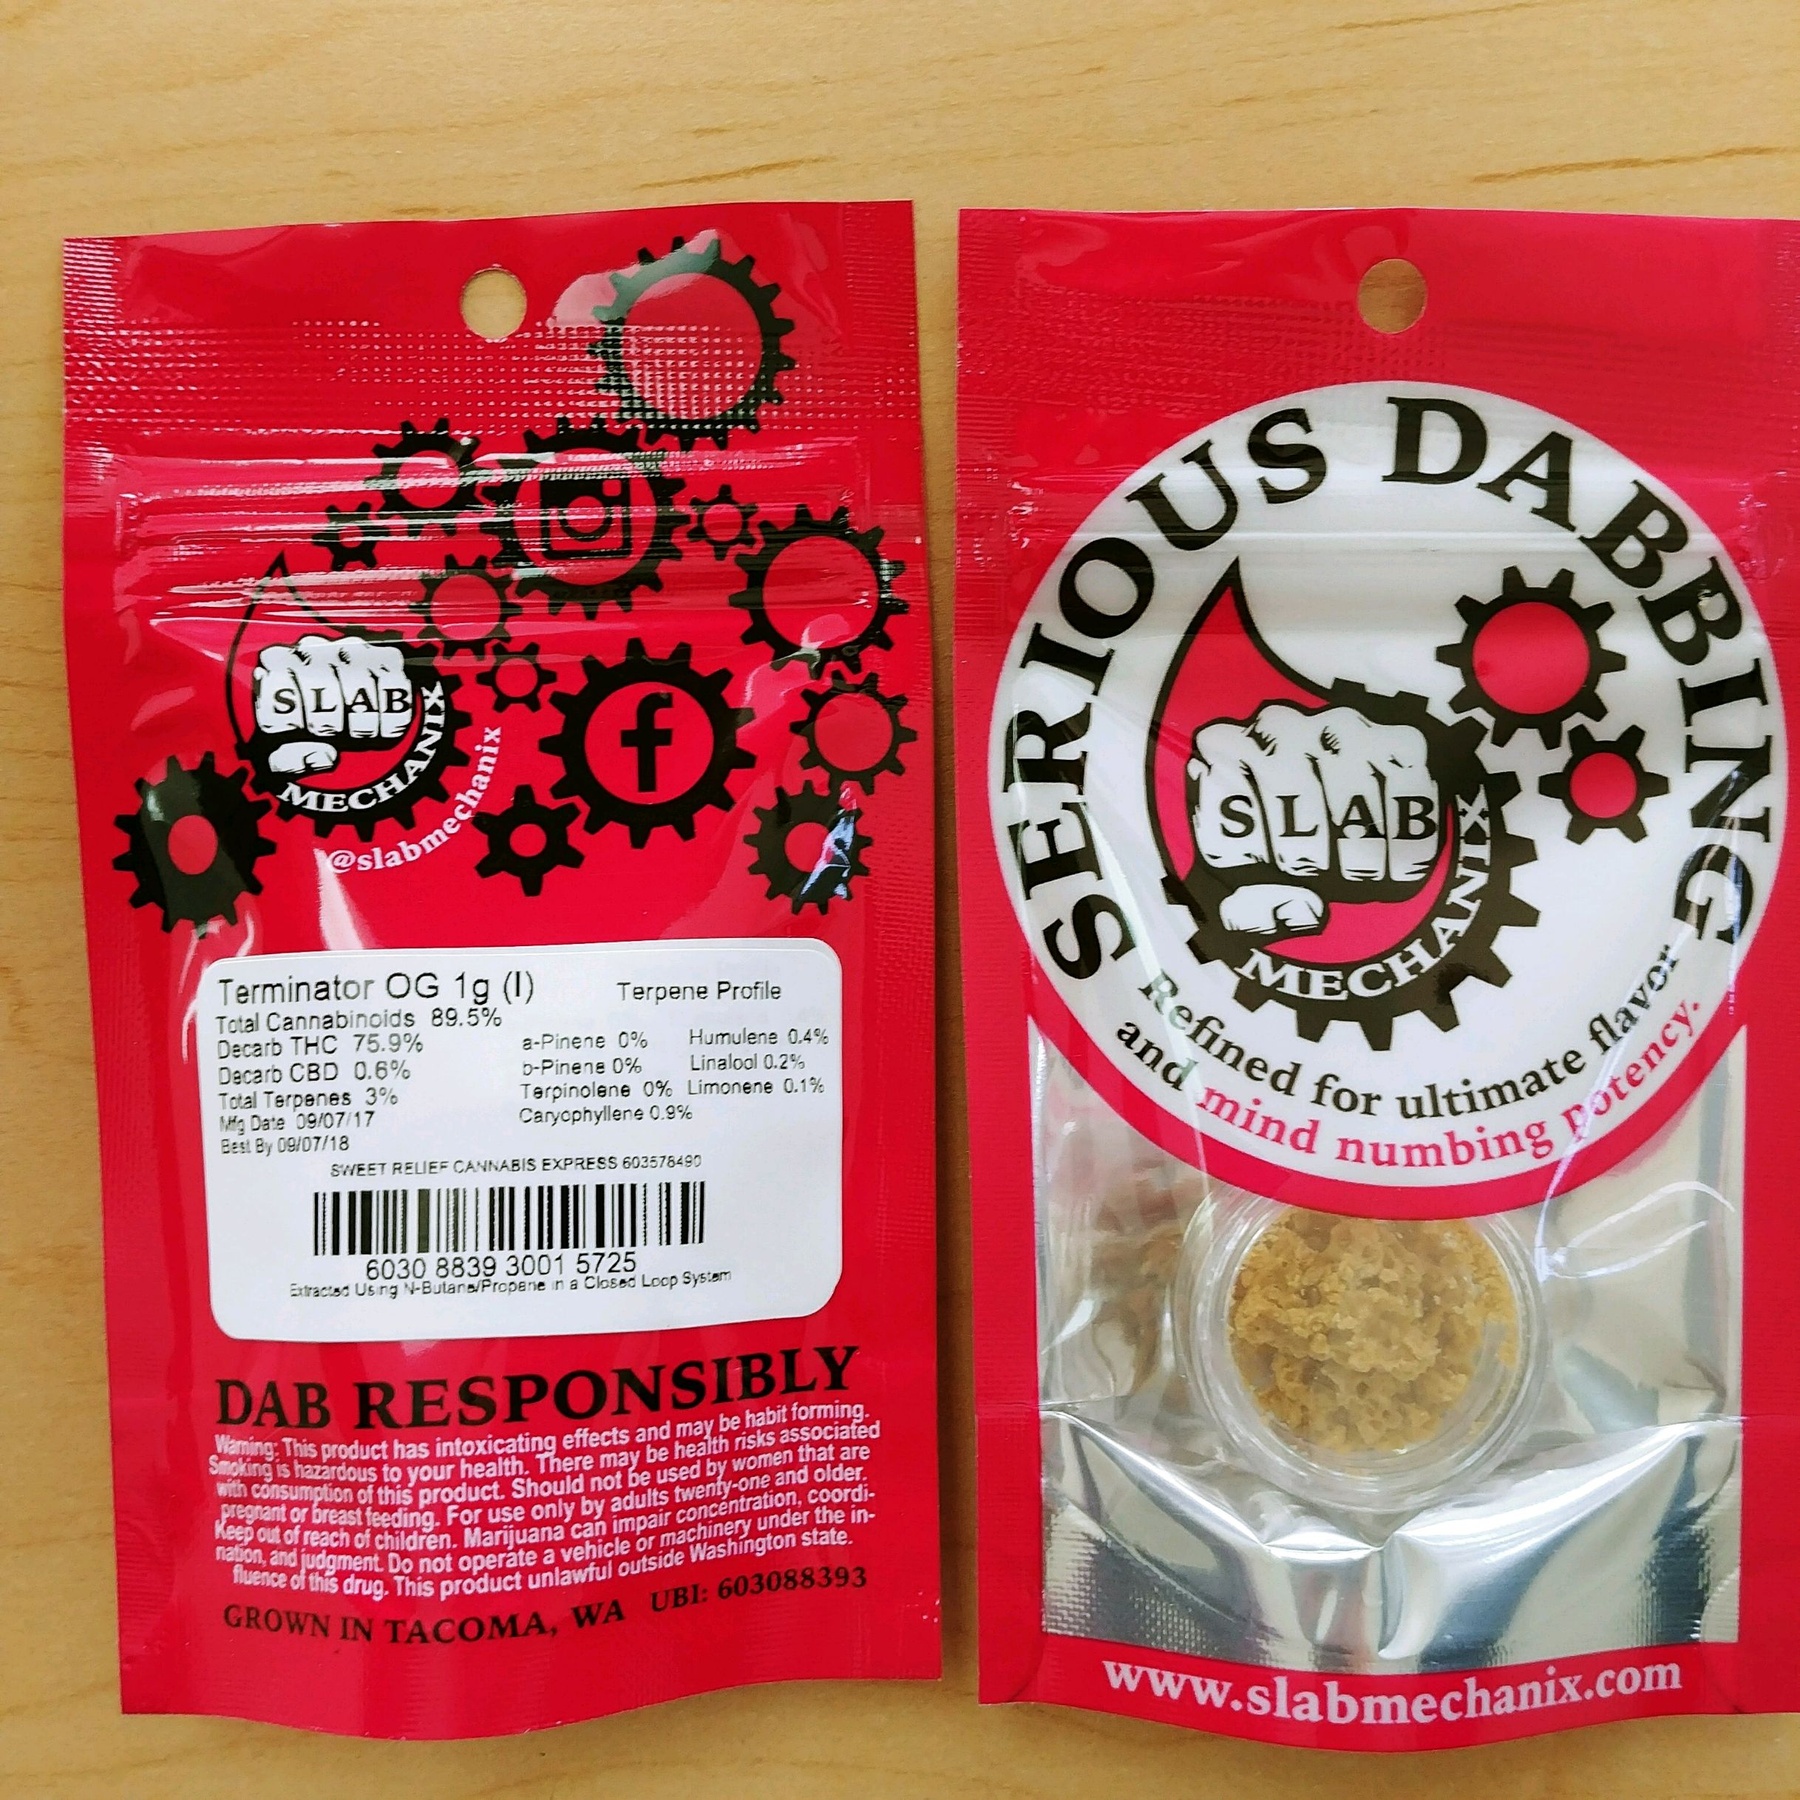 SLAB
MECHANIX
@slabmechanix
f
Terminator OG 1g (I)
Terpene Profile
Total Cannabinoids 89.5%
Decarb THC 75.9%
Decarb CBD 0.6%
Total Terpenes 3%
Mfg Date 09/07/17
Best By 09/07/18
a-Pinene 0%
b-Pinene 0%
Terpinolene 0%
Caryophyllene 0.9%
Humulene 0.4%
Linalool 0.2%
Limonene 0.1%
SWEET RELIEF CANNABIS EXPRESS 603578490
6030 8839 3001 5725
Extracted Using N-Butane/Propane in a Closed Loop System
DAB RESPONSIBLY
Warning: This product has intoxicating effects and may be habit forming.
Smoking is hazardous to your health. There may be health risks associated
with consumption of this product. Should not be used by women that are
pregnant or breast feeding. For use only by adults twenty-one and older.
Keep out of reach of children. Marijuana can impair concentration, coordi-
nation, and judgment. Do not operate a vehicle or machinery under the in-
fluence of this drug. This product unlawful outside Washington state.
GROWN IN TACOMA, WA UBI: 603088393
SERIOUS DABBING
SLAB
MECHANIX
Refined for ultimate flavor
and mind numbing potency.
www.slabmechanix.com